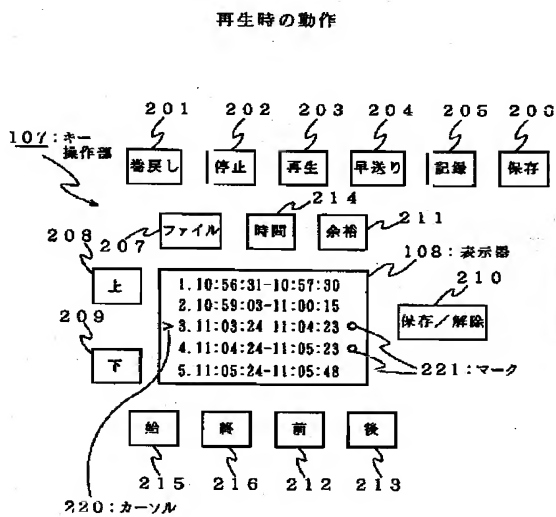 再生時の動作
201 202 203 204 205 206
107:キー
操作部
巻戻し 停止 再生 早送り 記録 保存
214
207 ファイル 時間 余裕 211
208 108:表示器
上 210
1.10:56:31-10:57:30
2.10:59:03-11:00:15
保存/解除
209
>3.11:03:24 11:04:23○
下 4.11:04:24-11:05:23○
221:マーク
5.11:05:24-11:05:48
始 終 前 後
215 216 212 213
220:カーソル